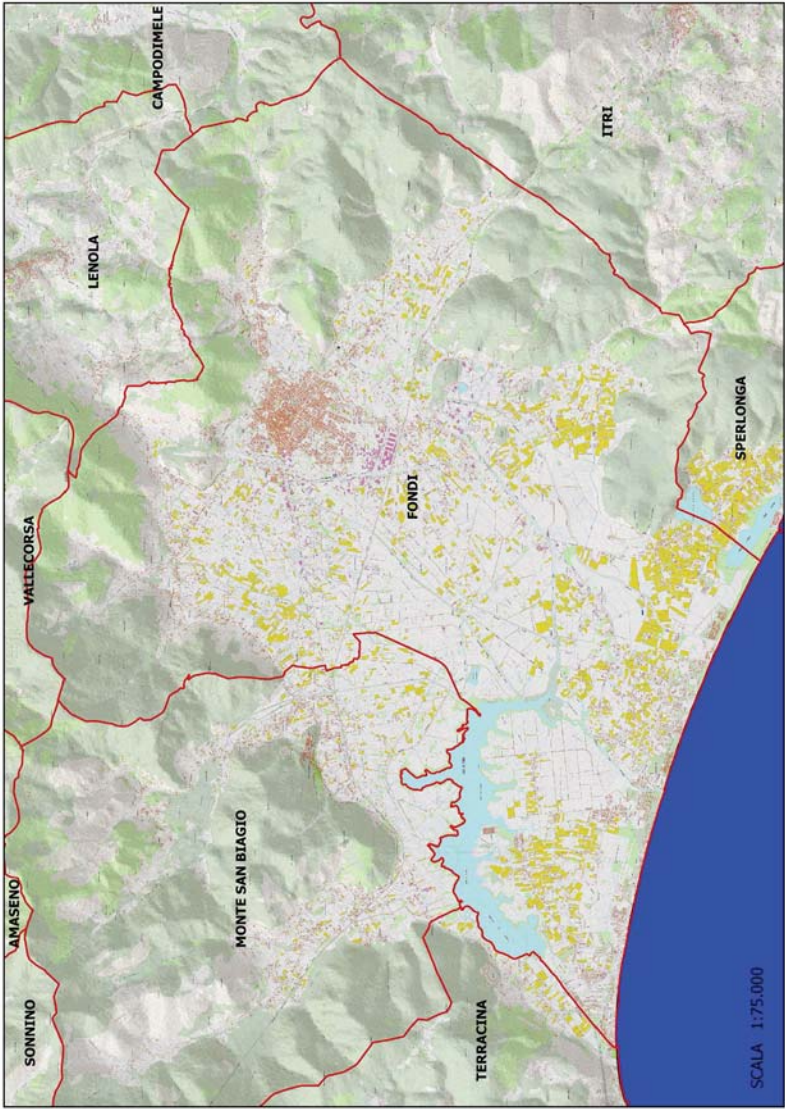 AMASENO
SONNINO
VALLECORSA
LENOLA
CAMPODIMELE
MONTE SAN BIAGIO
FONDI
TERRACINA
ITRI
SPERLONGA
SCALA 1:75.000